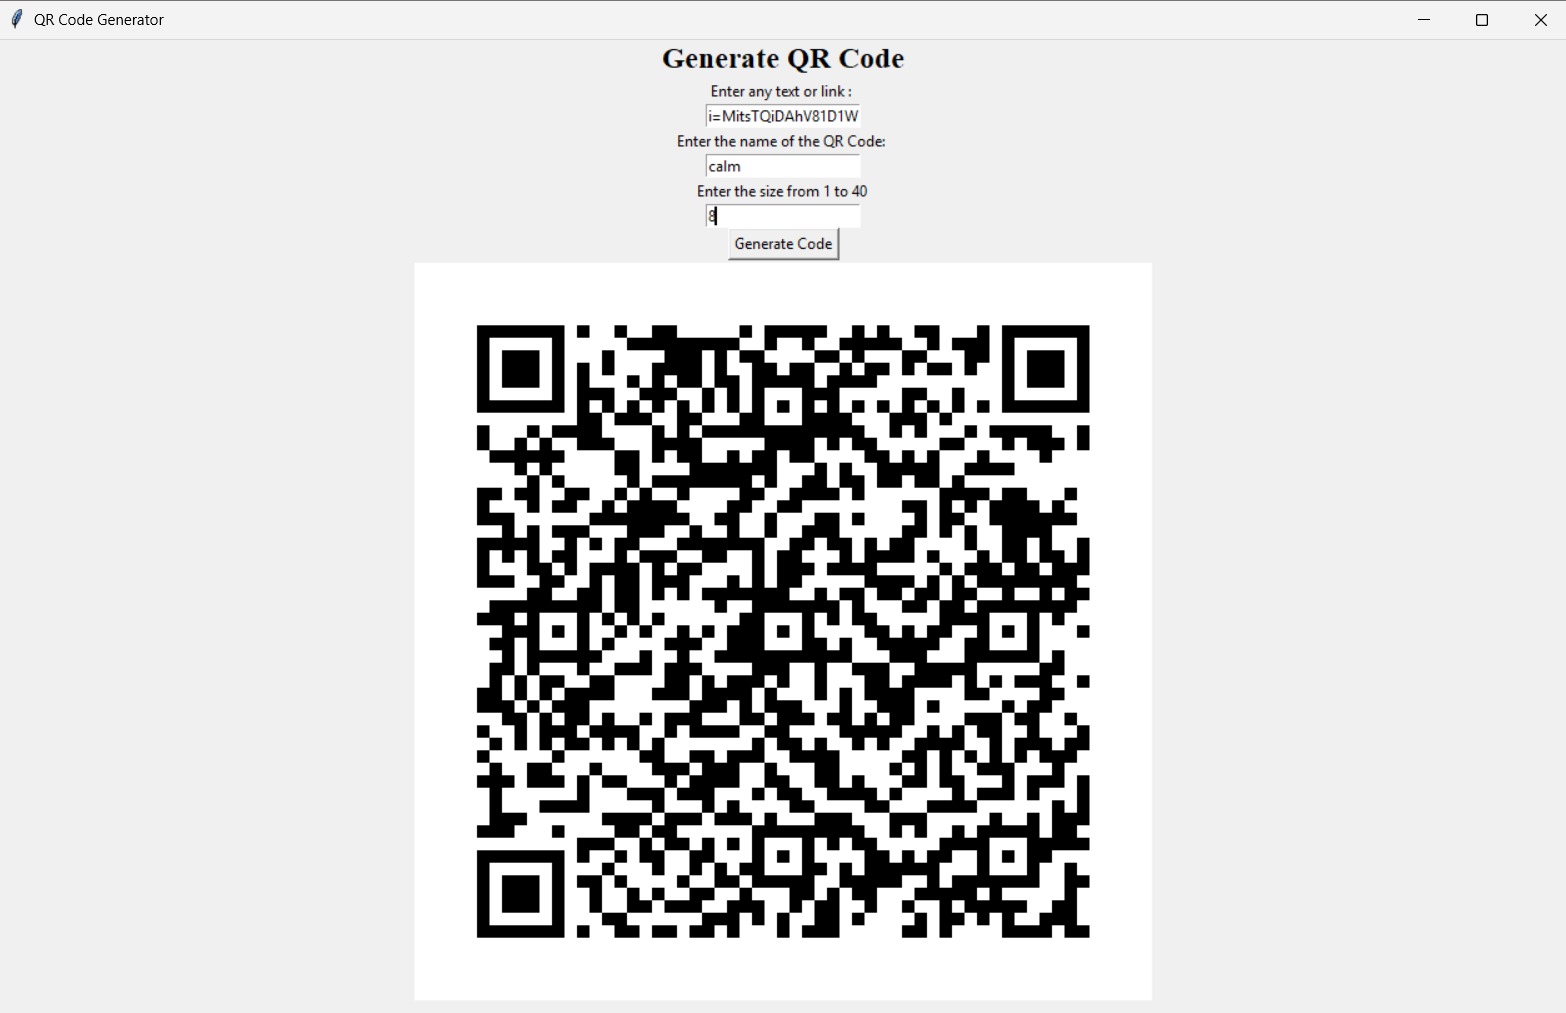 QR Code Generator
Generate QR Code
Enter any text or link :
i=MitsTQiDAhV81D1W
Enter the name of the QR Code:
calm
Enter the size from 1 to 40
8
Generate Code